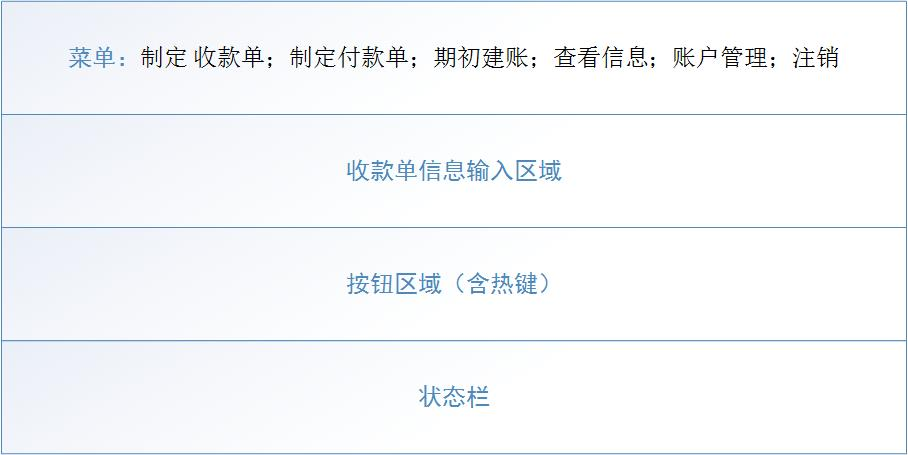 菜单：制定 收款单；制定付款单；期初建账；查看信息；账户管理；注销
收款单信息输入区域
按钮区域（含热键）
状态栏